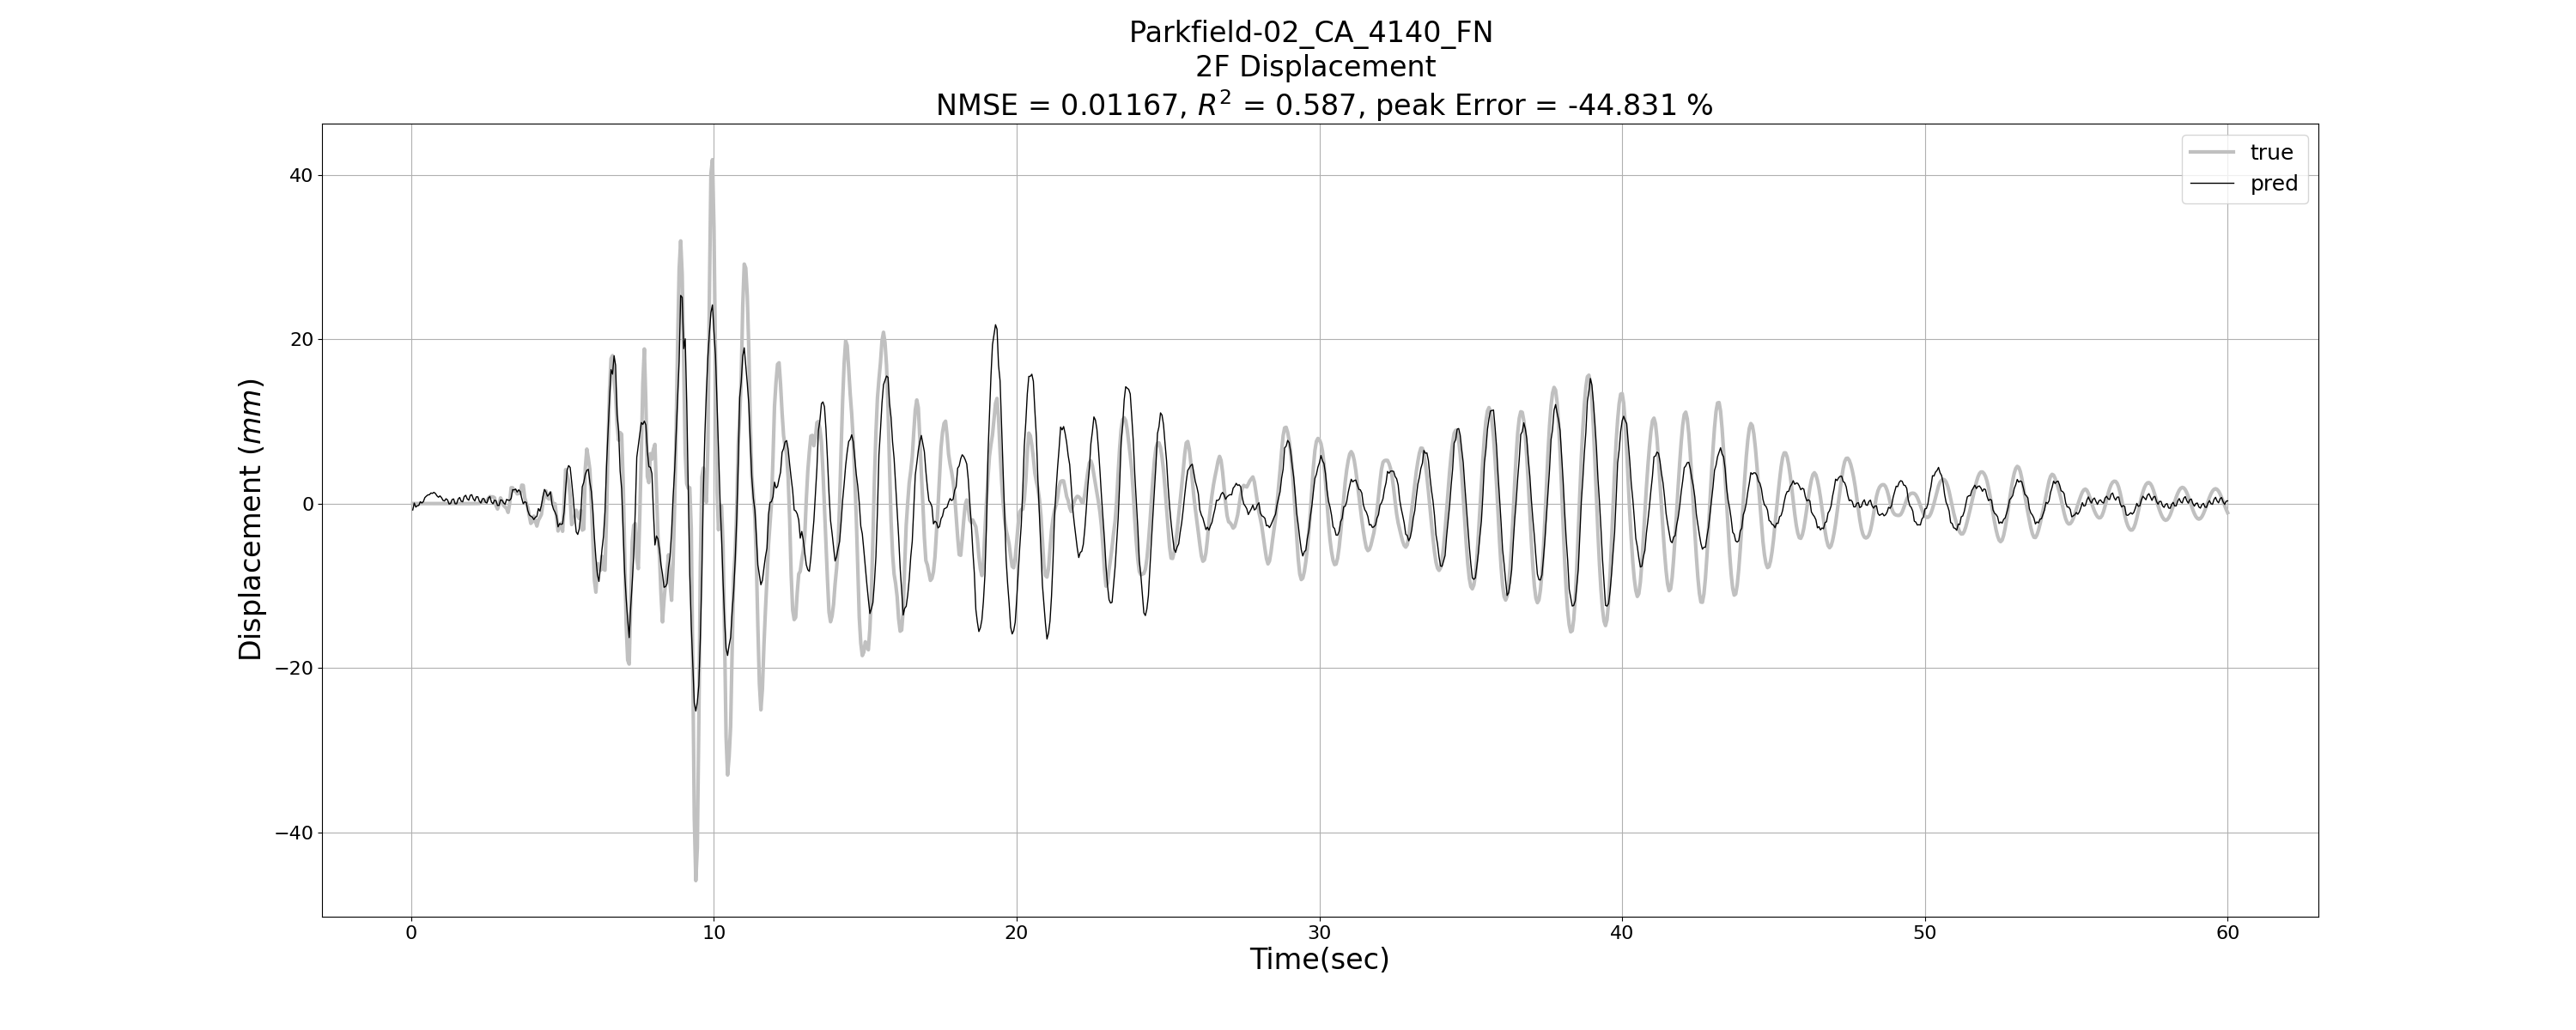 Parkfield-02_CA_4140_FN
2F Displacement
NMSE = 0.01167, R² = 0.587, peak Error = -44.831 %
true
pred
40
20
0
−20
−40
Displacement (mm)
0 10 20 30 40 50 60
Time(sec)